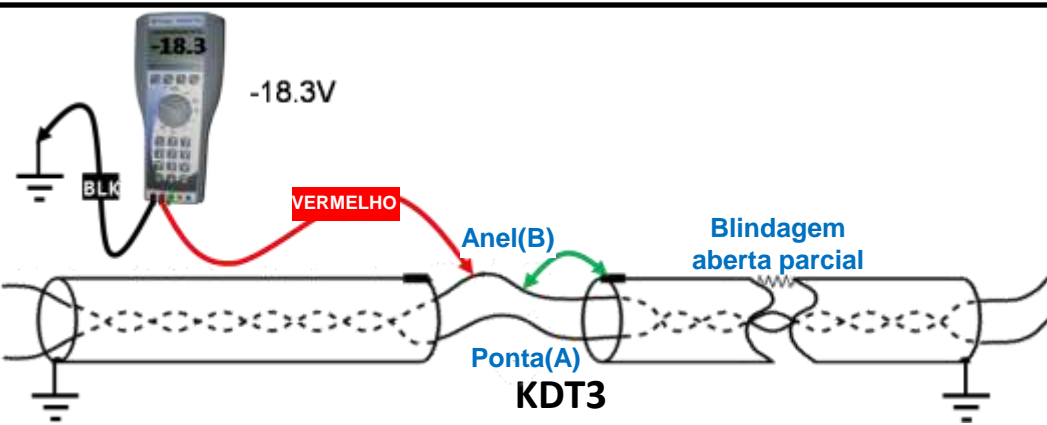 -18.3
-18.3V
BLK
VERMELHO
Anel(B)
Blindagem
aberta parcial
Ponta(A)
KDT3